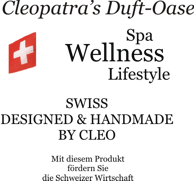 Cleopatra's Duft-Oase
Spa
Wellness
Lifestyle
SWISS
DESIGNED & HANDMADE
BY CLEO
Mit diesem Produkt
fördern Sie
die Schweizer Wirtschaft